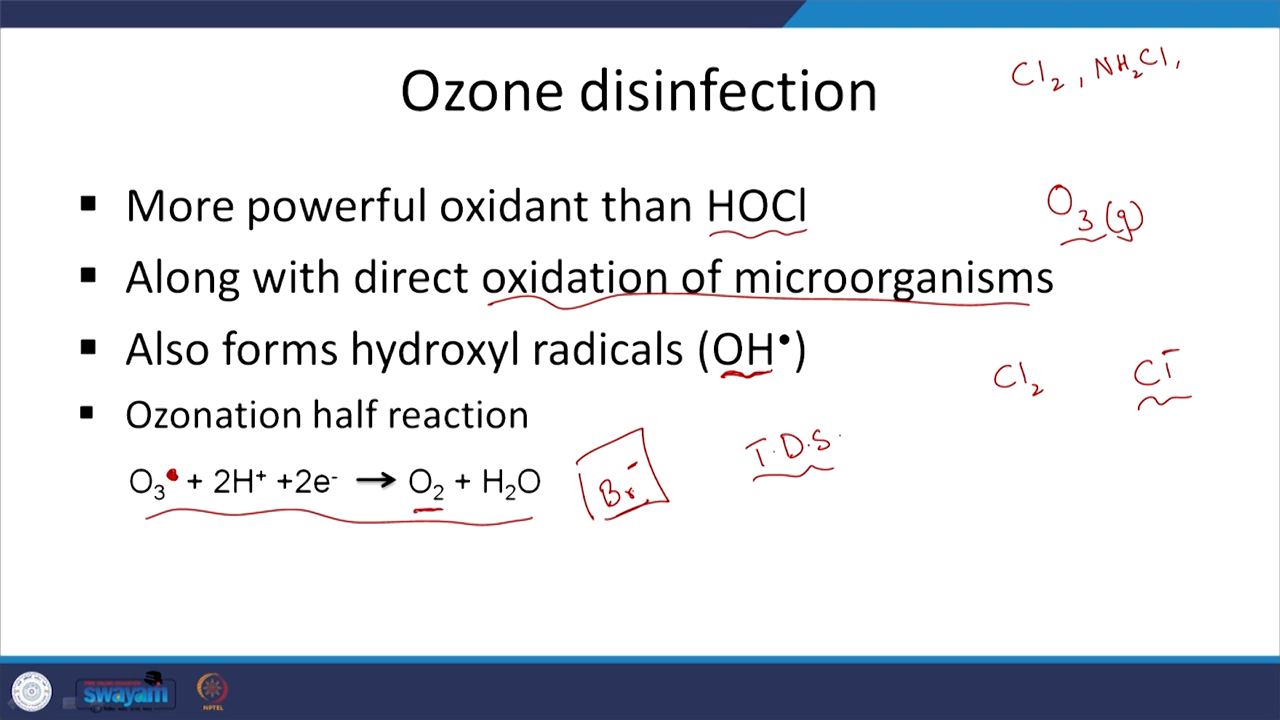 Ozone disinfection
Cl₂, NH₂Cl,
▪ More powerful oxidant than HOCl
O₃(g)
▪ Along with direct oxidation of microorganisms
▪ Also forms hydroxyl radicals (OH•)
Cl₂ Cl⁻
▪ Ozonation half reaction
T.D.S.
O₃ + 2H⁺ +2e⁻ → O₂ + H₂O
Br⁻
swayam
NPTEL